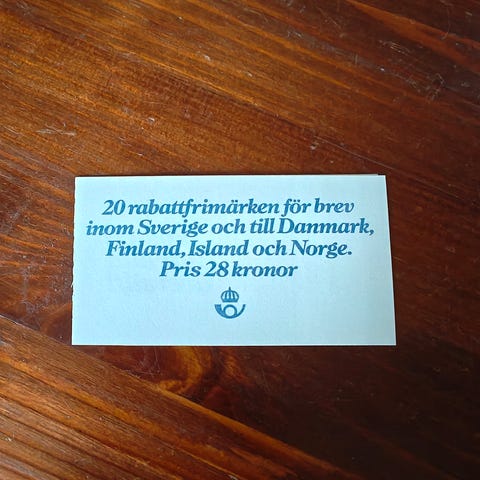 20 rabattfrimärken för brev
inom Sverige och till Danmark,
Finland, Island och Norge.
Pris 28 kronor